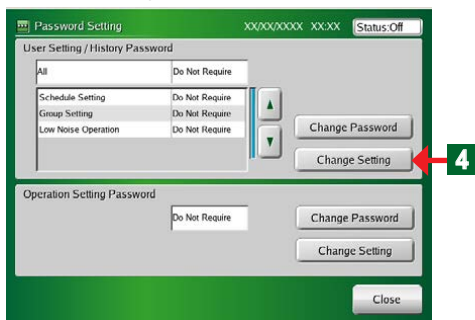 Password Setting XX/XX/XXXX XX:XX Status:Off
User Setting / History Password
All Do Not Require
Schedule Setting Do Not Require
Group Setting Do Not Require
Low Noise Operation Do Not Require
▲
▼
Change Password
Change Setting
4
Operation Setting Password
Do Not Require
Change Password
Change Setting
Close